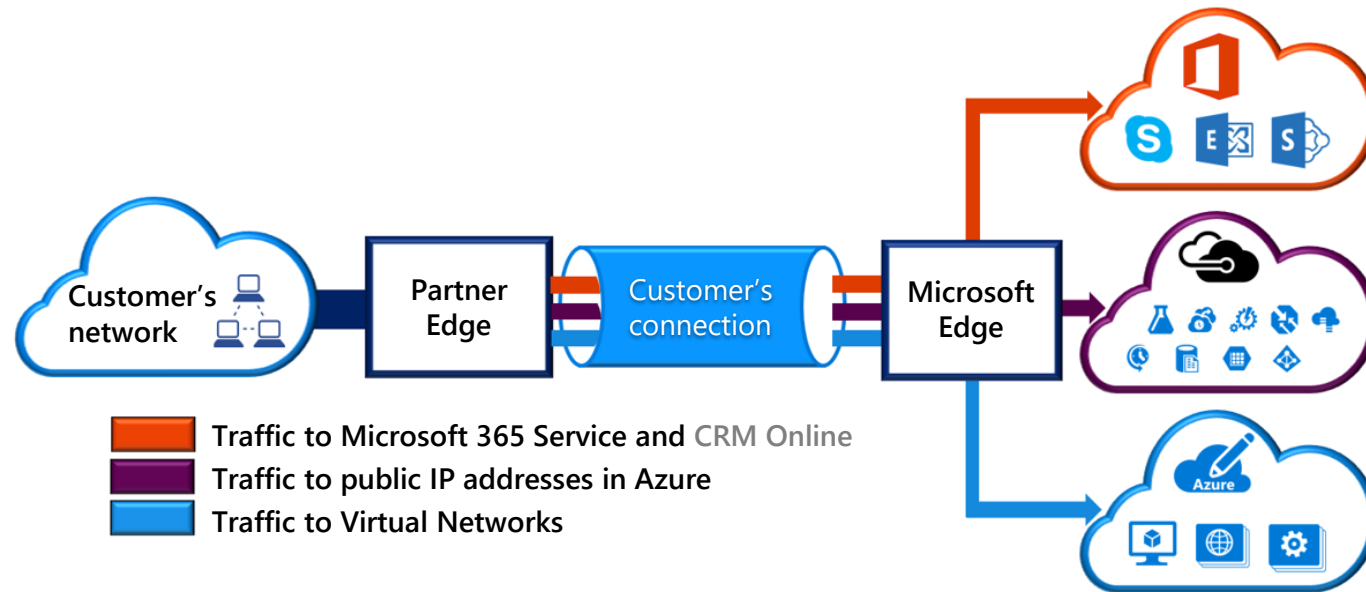 Customer’s
network
Partner
Edge
Customer’s
connection
Microsoft
Edge
S
E
S
Azure
Traffic to Microsoft 365 Service and CRM Online
Traffic to public IP addresses in Azure
Traffic to Virtual Networks